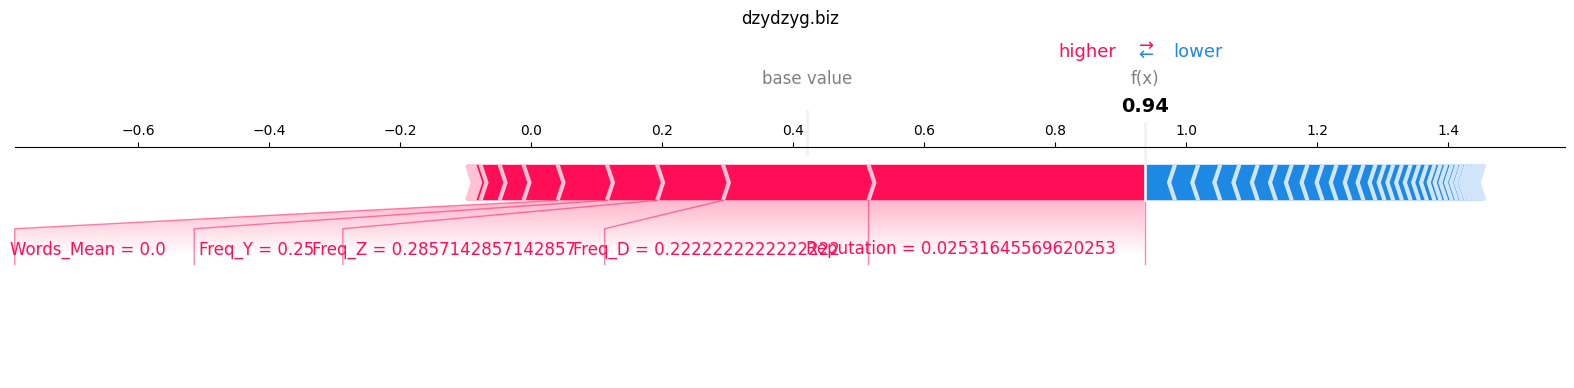 dzydzyg.biz
higher ⇄ lower
base value f(x)
0.94
−0.6 −0.4 −0.2 0.0 0.2 0.4 0.6 0.8 1.0 1.2 1.4
Words_Mean = 0.0 Freq_Y = 0.25 Freq_Z = 0.2857142857142857 Freq_D = 0.2222222222222222 Reputation = 0.02531645569620253